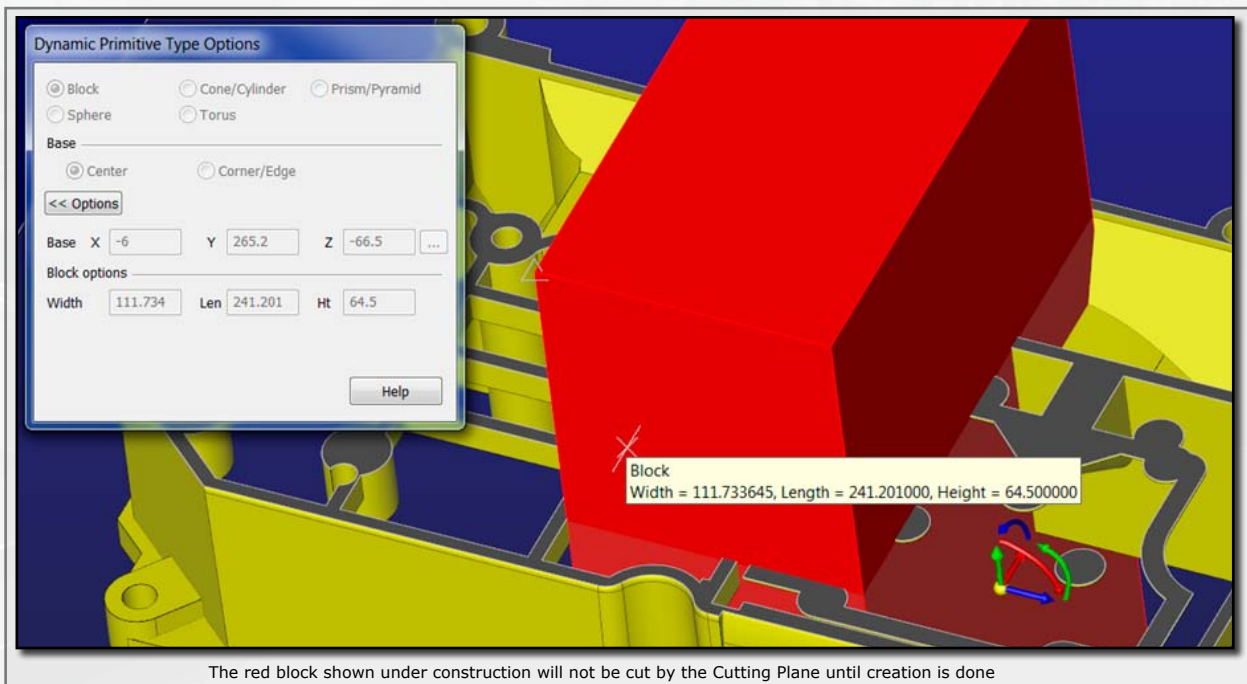 Dynamic Primitive Type Options
Block Cone/Cylinder Prism/Pyramid
Sphere Torus
Base
Center Corner/Edge
<< Options
Base X -6 Y 265.2 Z -66.5 ...
Block options
Width 111.734 Len 241.201 Ht 64.5
Help
Block
Width = 111.733645, Length = 241.201000, Height = 64.500000
The red block shown under construction will not be cut by the Cutting Plane until creation is done